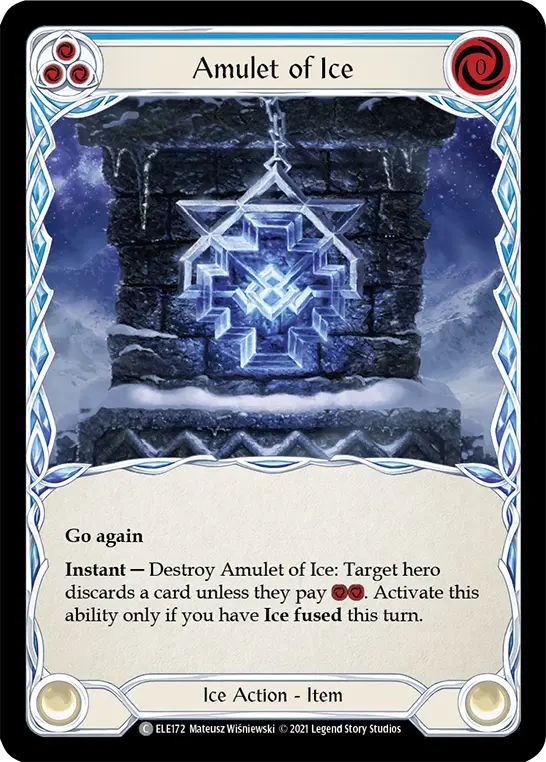 Amulet of Ice
0
Go again
Instant — Destroy Amulet of Ice: Target hero
discards a card unless they pay . Activate this
ability only if you have Ice fused this turn.
Ice Action - Item
C ELE172 Mateusz Wiśniewski © 2021 Legend Story Studios